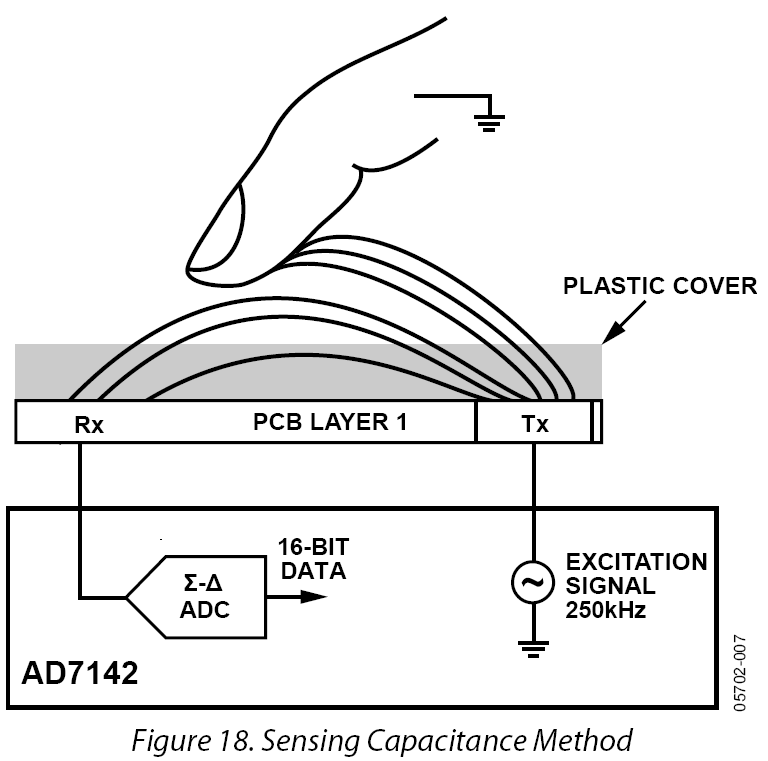 PLASTIC COVER
Rx
PCB LAYER 1
Tx
16-BIT
DATA
Σ-Δ
ADC
EXCITATION
SIGNAL
250kHz
~
AD7142
05702-007
Figure 18. Sensing Capacitance Method